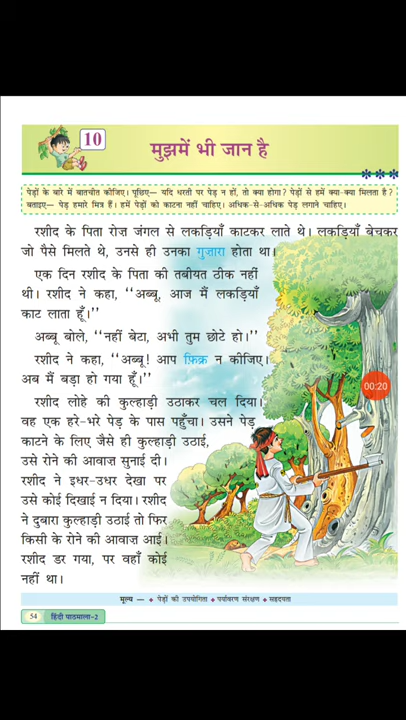 10
मुझमें भी जान है
पेड़ों के बारे में बातचीत कीजिए। पूछिए— यदि धरती पर पेड़ न हों, तो क्या होगा? पेड़ों से हमें क्या-क्या मिलता है?
बताइए— पेड़ हमारे मित्र हैं। हमें पेड़ों को काटना नहीं चाहिए। अधिक-से-अधिक पेड़ लगाने चाहिए।
रशीद के पिता रोज़ जंगल से लकड़ियाँ काटकर लाते थे। लकड़ियाँ बेचकर
जो पैसे मिलते थे, उनसे ही उनका गुज़ारा होता था।
एक दिन रशीद के पिता की तबीयत ठीक नहीं
थी। रशीद ने कहा, ‘‘अब्बू, आज मैं लकड़ियाँ
काट लाता हूँ।’’
अब्बू बोले, ‘‘नहीं बेटा, अभी तुम छोटे हो।’’
रशीद ने कहा, ‘‘अब्बू! आप फ़िक्र न कीजिए।
अब मैं बड़ा हो गया हूँ।’’
रशीद लोहे की कुल्हाड़ी उठाकर चल दिया।
वह एक हरे-भरे पेड़ के पास पहुँचा। उसने पेड़
काटने के लिए जैसे ही कुल्हाड़ी उठाई,
उसे रोने की आवाज़ सुनाई दी।
रशीद ने इधर-उधर देखा पर
उसे कोई दिखाई न दिया। रशीद
ने दुबारा कुल्हाड़ी उठाई तो फिर
किसी के रोने की आवाज़ आई।
रशीद डर गया, पर वहाँ कोई
नहीं था।
00:20
मूल्य — ✦ पेड़ों की उपयोगिता ✦ पर्यावरण संरक्षण ✦ सहृदयता
54 हिंदी पाठमाला-2